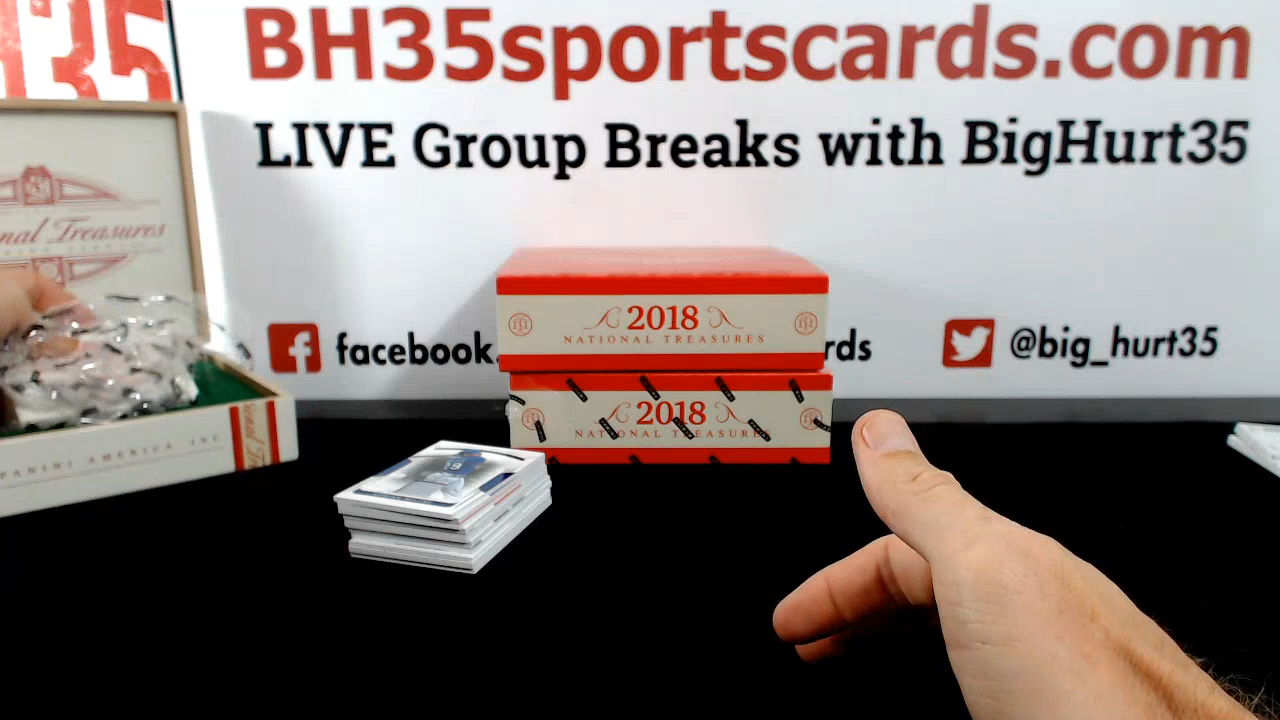 35
BH35sportscards.com
LIVE Group Breaks with BigHurt35
nal Treasures
2018
NATIONAL TREASURES
facebook.
rds
@big_hurt35
2018
NATIONAL TREASURES
PANINI AMERICA, INC.
9